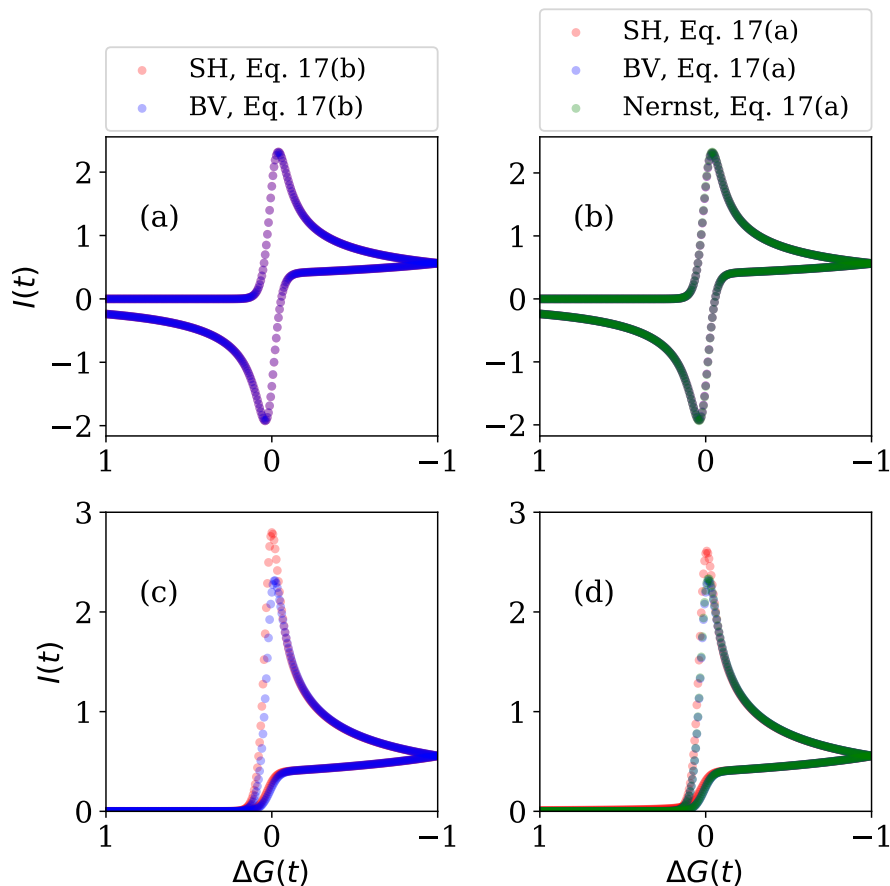 SH, Eq. 17(b)
BV, Eq. 17(b)
SH, Eq. 17(a)
BV, Eq. 17(a)
Nernst, Eq. 17(a)
(a)
I(t)
2
1
0
−1
−2
1
0
−1
(b)
2
1
0
−1
−2
1
0
−1
(c)
I(t)
3
2
1
0
1
0
−1
ΔG(t)
(d)
3
2
1
0
1
0
−1
ΔG(t)